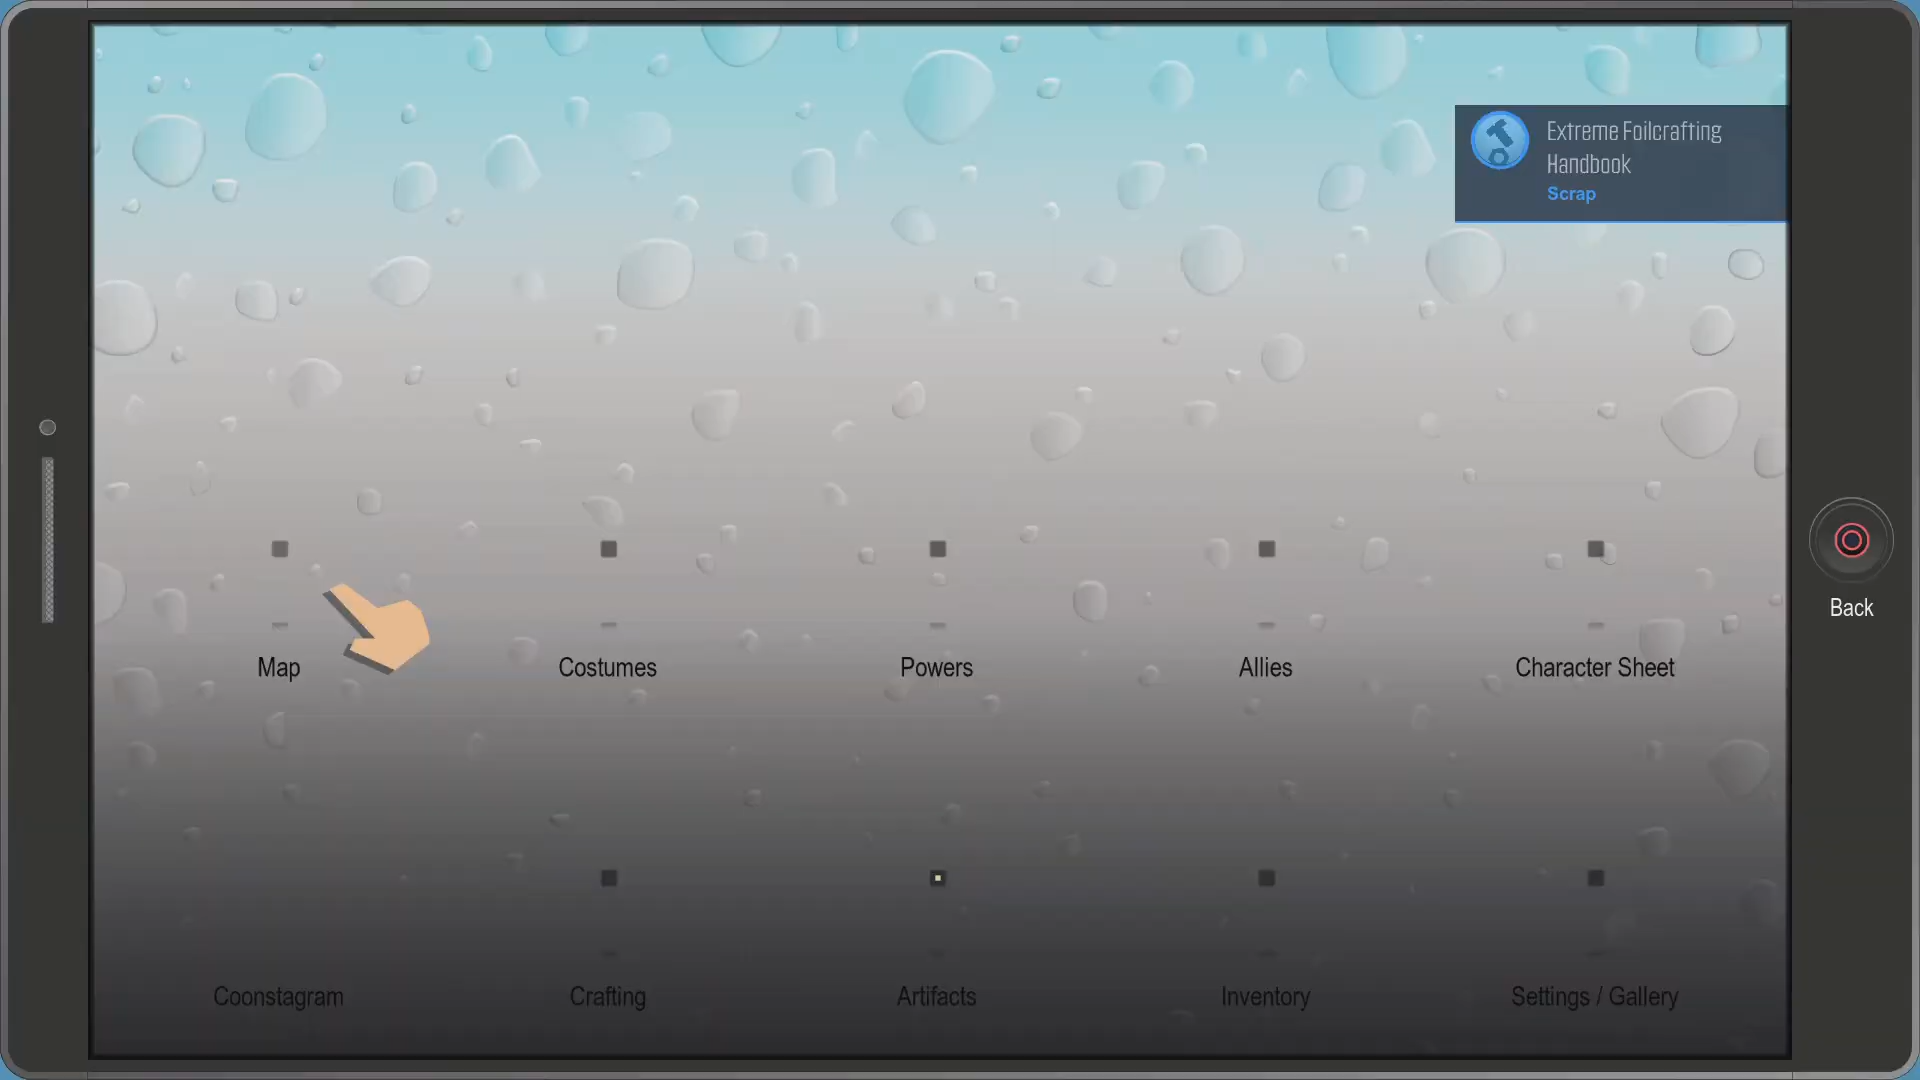 Extreme Foilcrafting
Handbook
Scrap
Back
Map
Costumes
Powers
Allies
Character Sheet
Coonstagram
Crafting
Artifacts
Inventory
Settings / Gallery